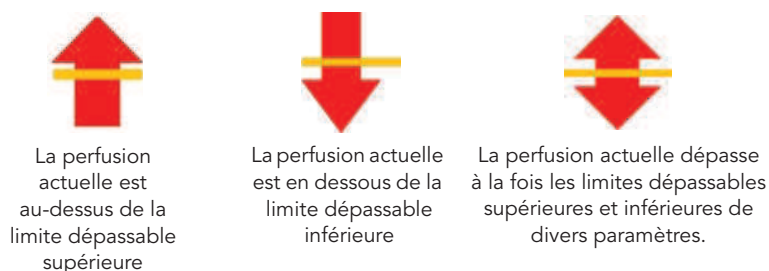 La perfusion
actuelle est
au-dessus de la
limite dépassable
supérieure
La perfusion actuelle
est en dessous de la
limite dépassable
inférieure
La perfusion actuelle dépasse
à la fois les limites dépassables
supérieures et inférieures de
divers paramètres.